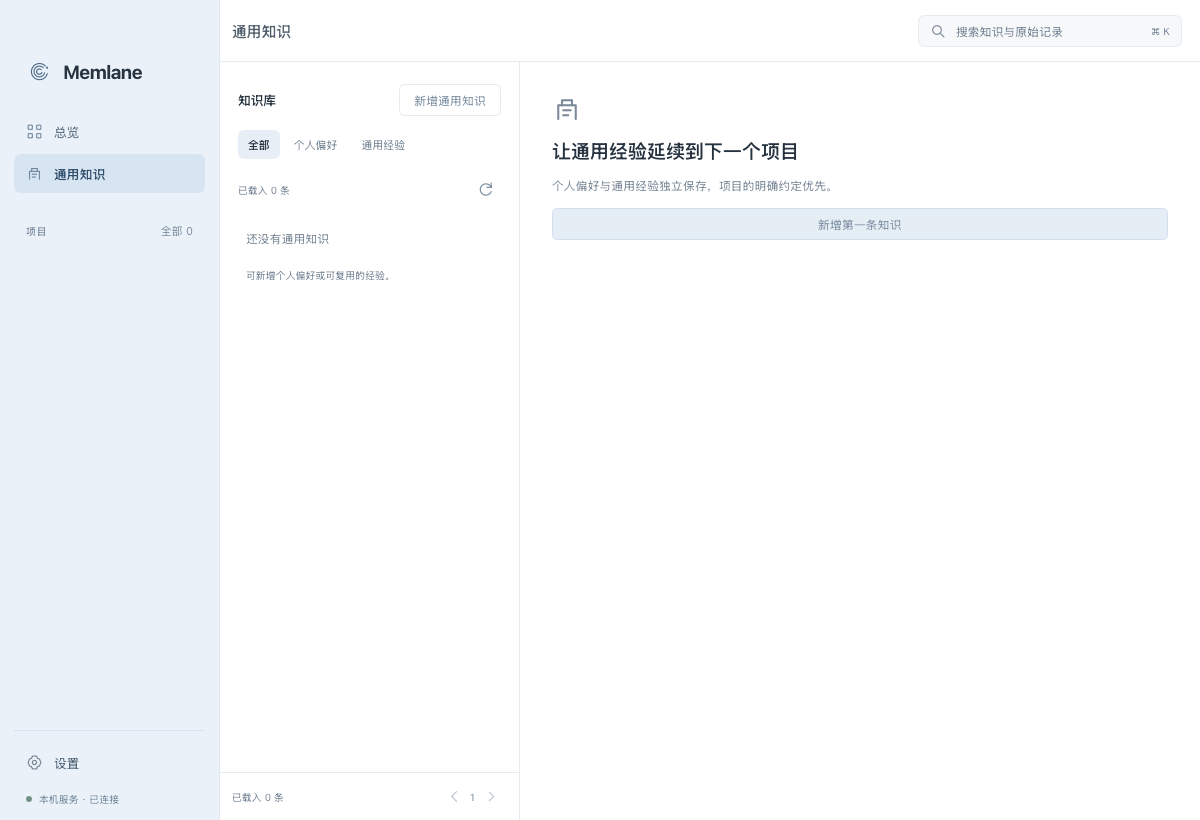 Memlane
总览
通用知识
项目
全部 0
设置
本机服务 · 已连接
通用知识
搜索知识与原始记录
⌘ K
知识库
新增通用知识
全部
个人偏好
通用经验
已载入 0 条
还没有通用知识
可新增个人偏好或可复用的经验。
已载入 0 条
1
让通用经验延续到下一个项目
个人偏好与通用经验独立保存，项目的明确约定优先。
新增第一条知识